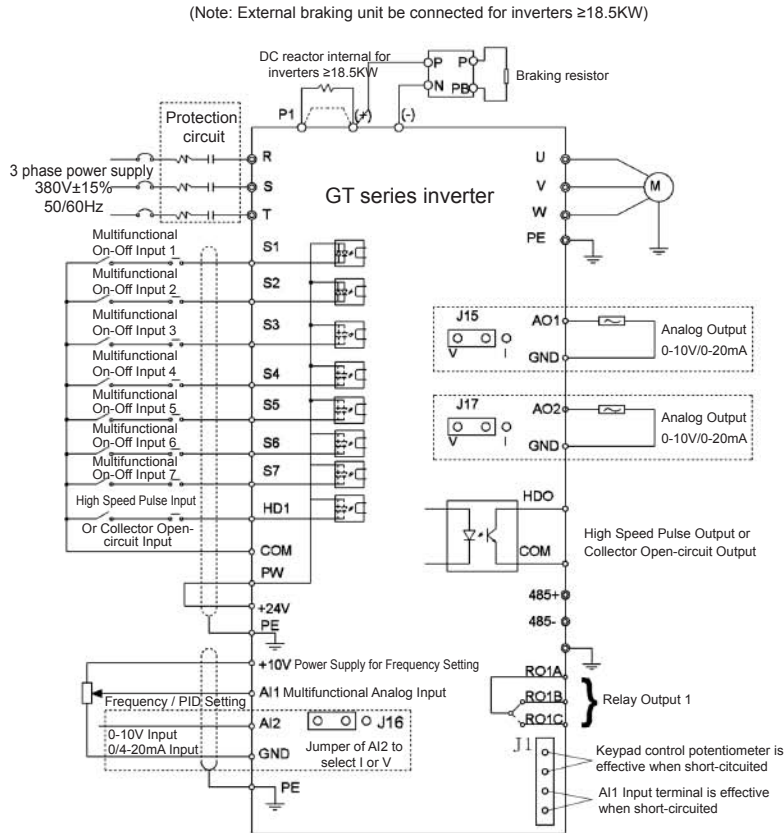 (Note: External braking unit be connected for inverters ≥18.5KW)
DC reactor internal for
inverters ≥18.5KW
P
P
N
PB
Braking resistor
P1
(+)
(-)
Protection
circuit
3 phase power supply
380V±15%
50/60Hz
R
S
T
GT series inverter
U
V
W
PE
M
Multifunctional
On-Off Input 1
S1
Multifunctional
On-Off Input 2
S2
Multifunctional
On-Off Input 3
S3
Multifunctional
On-Off Input 4
S4
Multifunctional
On-Off Input 5
S5
Multifunctional
On-Off Input 6
S6
Multifunctional
On-Off Input 7
S7
High Speed Pulse Input
HD1
Or Collector Open-
circuit Input
COM
PW
+24V
PE
J15
V
I
AO1
GND
Analog Output
0-10V/0-20mA
J17
V
I
AO2
GND
Analog Output
0-10V/0-20mA
HDO
COM
High Speed Pulse Output or
Collector Open-circuit Output
485+
485-
+10V Power Supply for Frequency Setting
AI1 Multifunctional Analog Input
Frequency / PID Setting
AI2
J16
0-10V Input
0/4-20mA Input
Jumper of AI2 to
select I or V
GND
PE
RO1A
RO1B
RO1C
Relay Output 1
J1
Keypad control potentiometer is
effective when short-citcuited
AI1 Input terminal is effective
when short-circuited